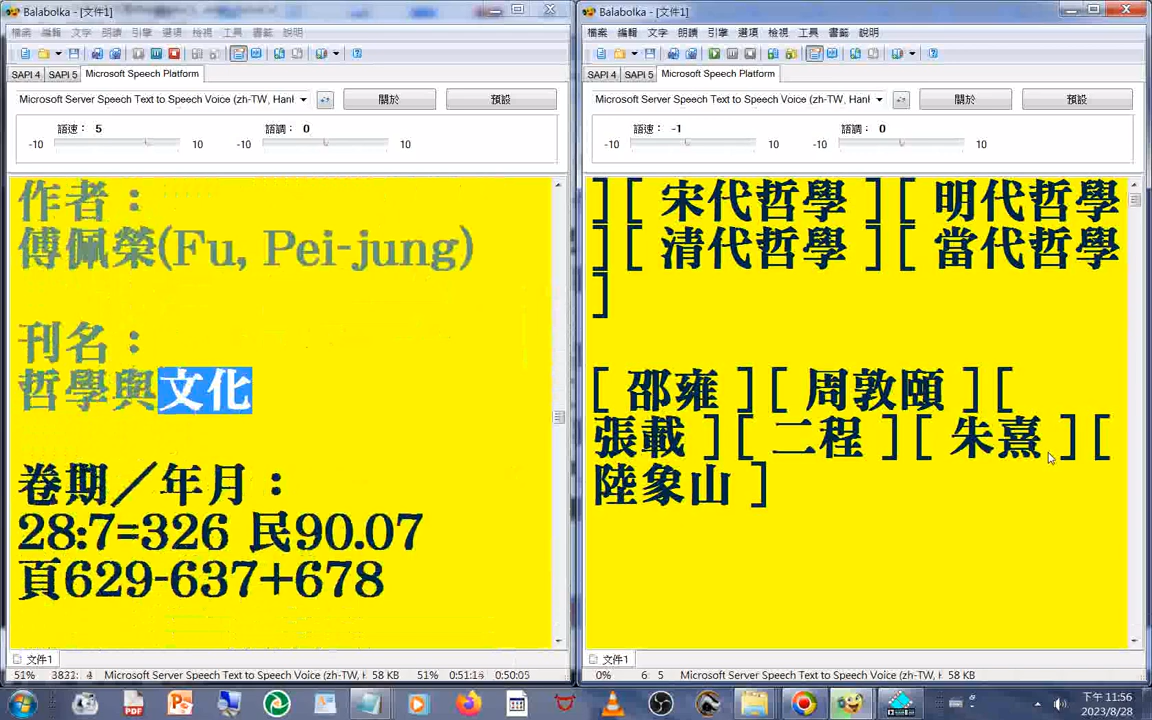 Balabolka - [文件1]
檔案 編輯 文字 朗讀 引擎 選項 檢視 工具 書籤 說明
SAPI 4 SAPI 5 Microsoft Speech Platform
Microsoft Server Speech Text to Speech Voice (zh-TW, Hanl
關於
預設
語速： 5
語調： 0
-10 10 -10 10
作者：
傅佩榮(Fu, Pei-jung)
刊名：
哲學與文化
卷期／年月：
28:7=326 民90.07
頁629-637+678
文件1
51% Microsoft Server Speech Text to Speech Voice (zh-TW, H 58 KB 51% 0:50:05
Balabolka - [文件1]
檔案 編輯 文字 朗讀 引擎 選項 檢視 工具 書籤 說明
SAPI 4 SAPI 5 Microsoft Speech Platform
Microsoft Server Speech Text to Speech Voice (zh-TW, Hanl
關於
預設
語速： -1
語調： 0
-10 10 -10 10
][ 宋代哲學 ][ 明代哲學
][ 清代哲學 ][ 當代哲學
]
[ 邵雍 ][ 周敦頤 ][
張載 ][ 二程 ][ 朱熹 ][
陸象山 ]
文件1
0% 6: 5 Microsoft Server Speech Text to Speech Voice (zh-TW, H 58 KB
PDF
下午 11:56
2023/8/28